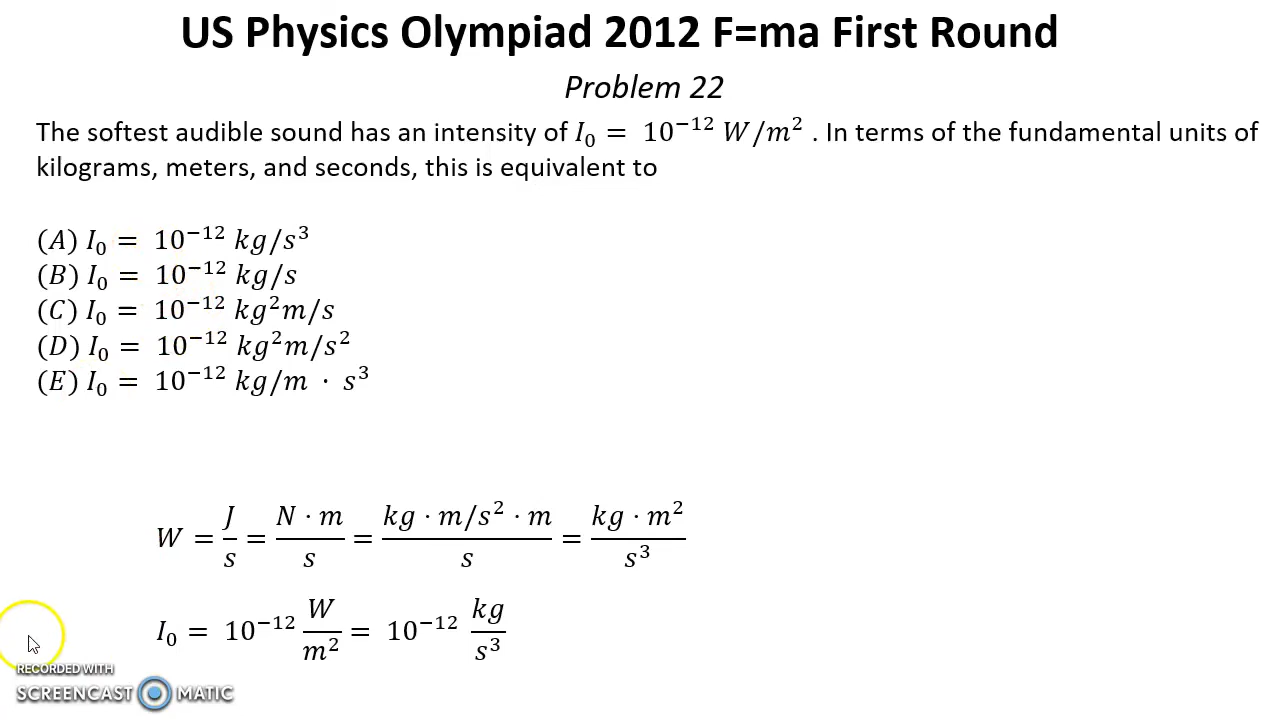 US Physics Olympiad 2012 F=ma First Round
Problem 22
The softest audible sound has an intensity of I₀ = 10⁻¹² W/m² . In terms of the fundamental units of
kilograms, meters, and seconds, this is equivalent to
(A) I₀ = 10⁻¹² kg/s³
(B) I₀ = 10⁻¹² kg/s
(C) I₀ = 10⁻¹² kg²m/s
(D) I₀ = 10⁻¹² kg²m/s²
(E) I₀ = 10⁻¹² kg/m · s³
W = J/s = N · m/s = kg · m/s² · m/s = kg · m²/s³
I₀ = 10⁻¹² W/m² = 10⁻¹² kg/s³
RECORDED WITH
SCREENCAST MATIC